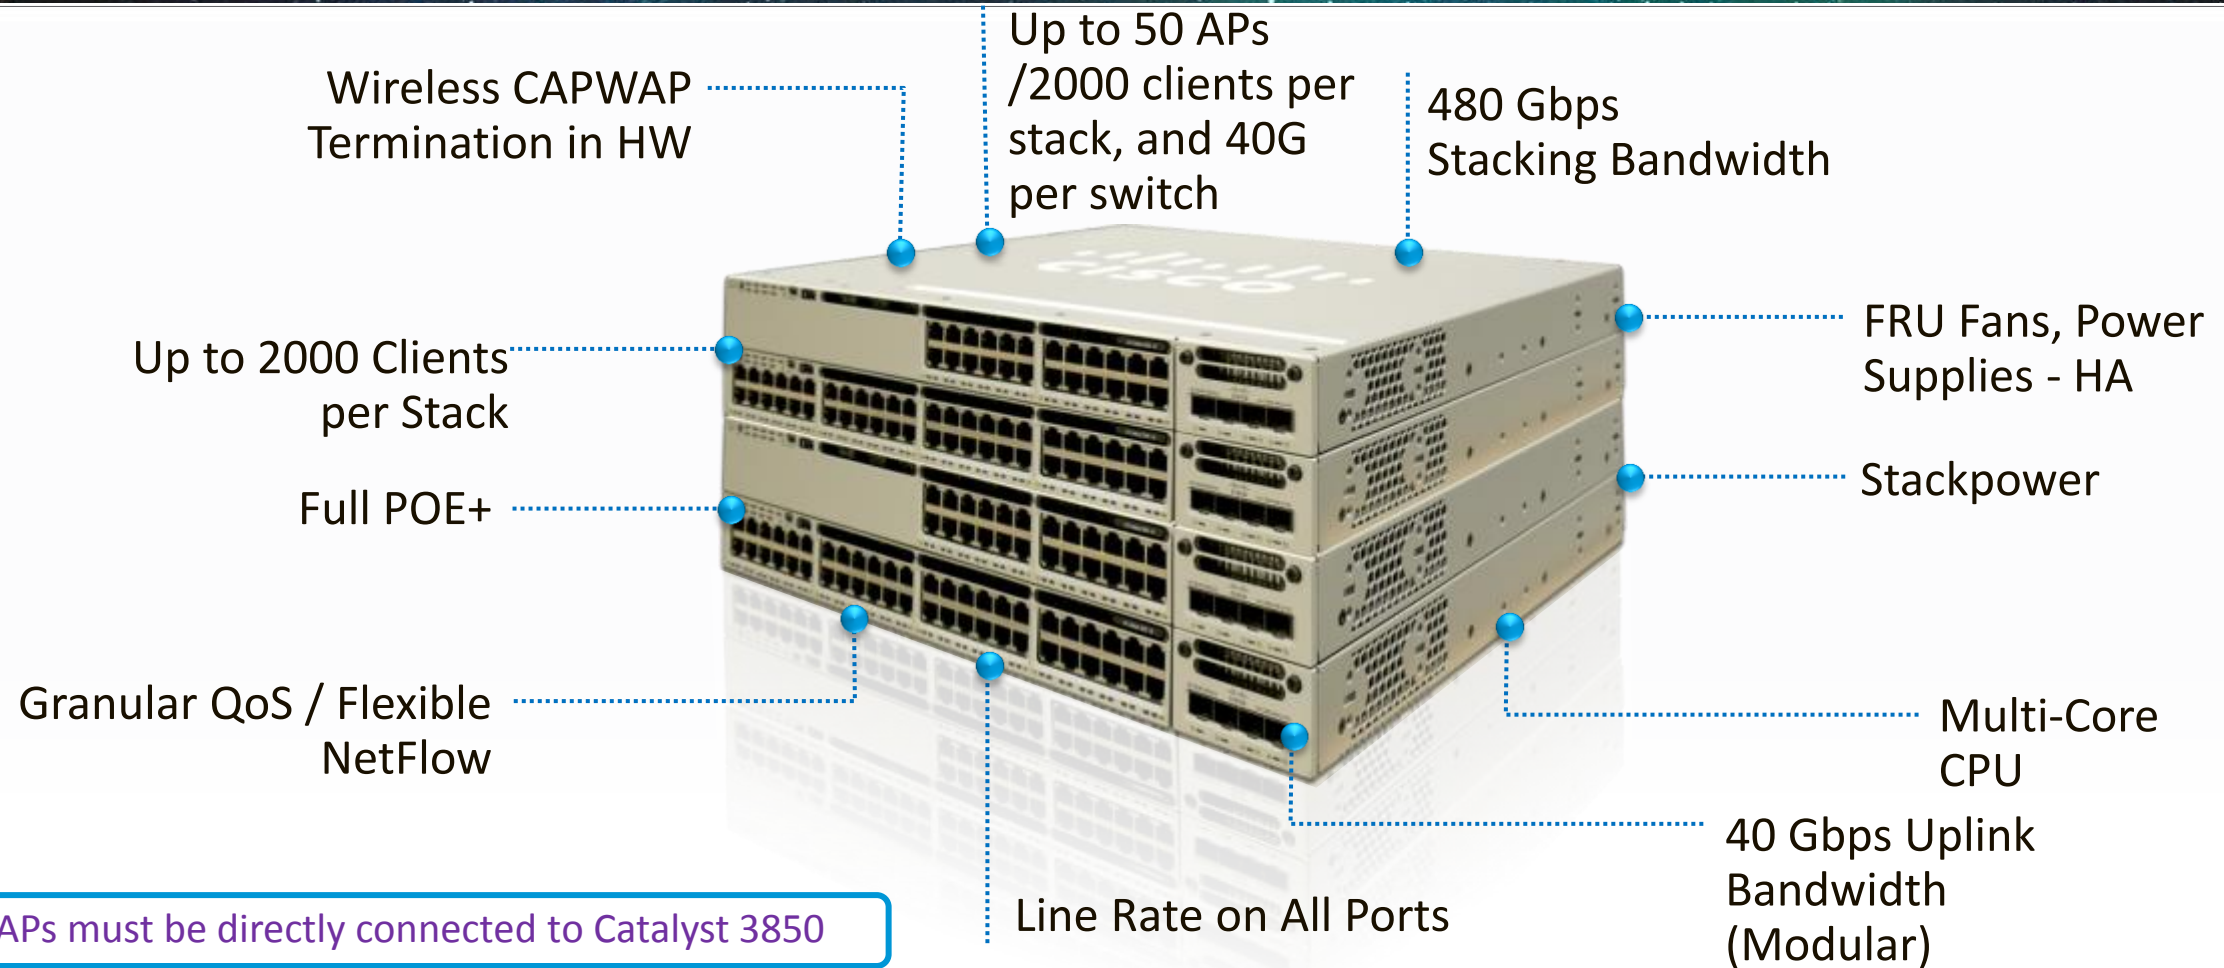 Up to 50 APs
/2000 clients per
stack, and 40G
per switch
Wireless CAPWAP
Termination in HW
480 Gbps
Stacking Bandwidth
CISCO
FRU Fans, Power
Supplies - HA
Up to 2000 Clients
per Stack
Stackpower
Full POE+
Granular QoS / Flexible
NetFlow
Multi-Core
CPU
40 Gbps Uplink
Bandwidth
(Modular)
Line Rate on All Ports
APs must be directly connected to Catalyst 3850